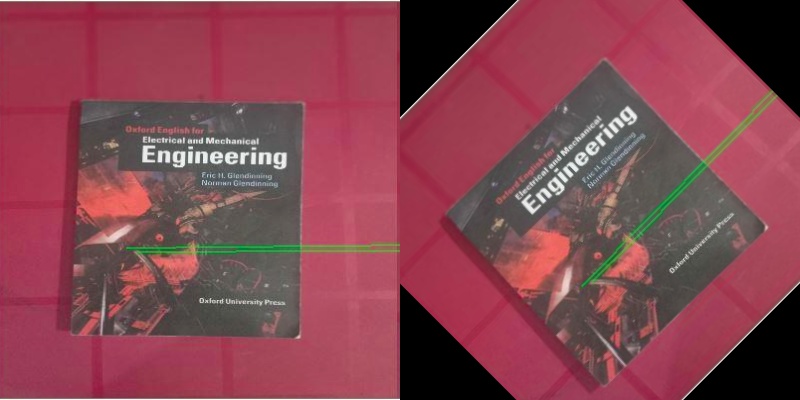 Oxford English for
Electrical and Mechanical
Engineering
Eric H. Glendinning
Norman Glendinning
Oxford University Press
Oxford English for
Electrical and Mechanical
Engineering
Eric H. Glendinning
Norman Glendinning
Oxford University Press